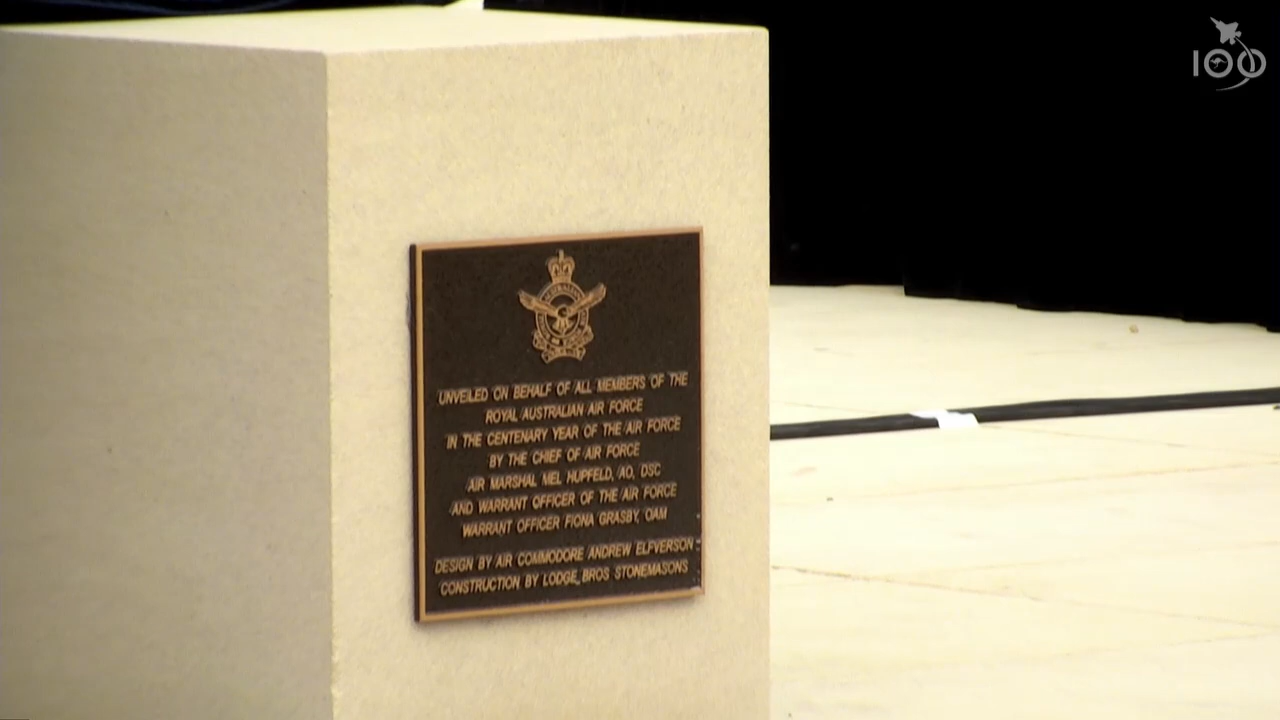 100
AUSTRALIAN
UNVEILED ON BEHALF OF ALL MEMBERS OF THE
ROYAL AUSTRALIAN AIR FORCE
IN THE CENTENARY YEAR OF THE AIR FORCE
BY THE CHIEF OF AIR FORCE
AIR MARSHAL MEL HUPFELD, AO, DSC
AND WARRANT OFFICER OF THE AIR FORCE
WARRANT OFFICER FIONA GRASBY, OAM
DESIGN BY AIR COMMODORE ANDREW ELFVERSON
CONSTRUCTION BY LODGE BROS STONEMASONS